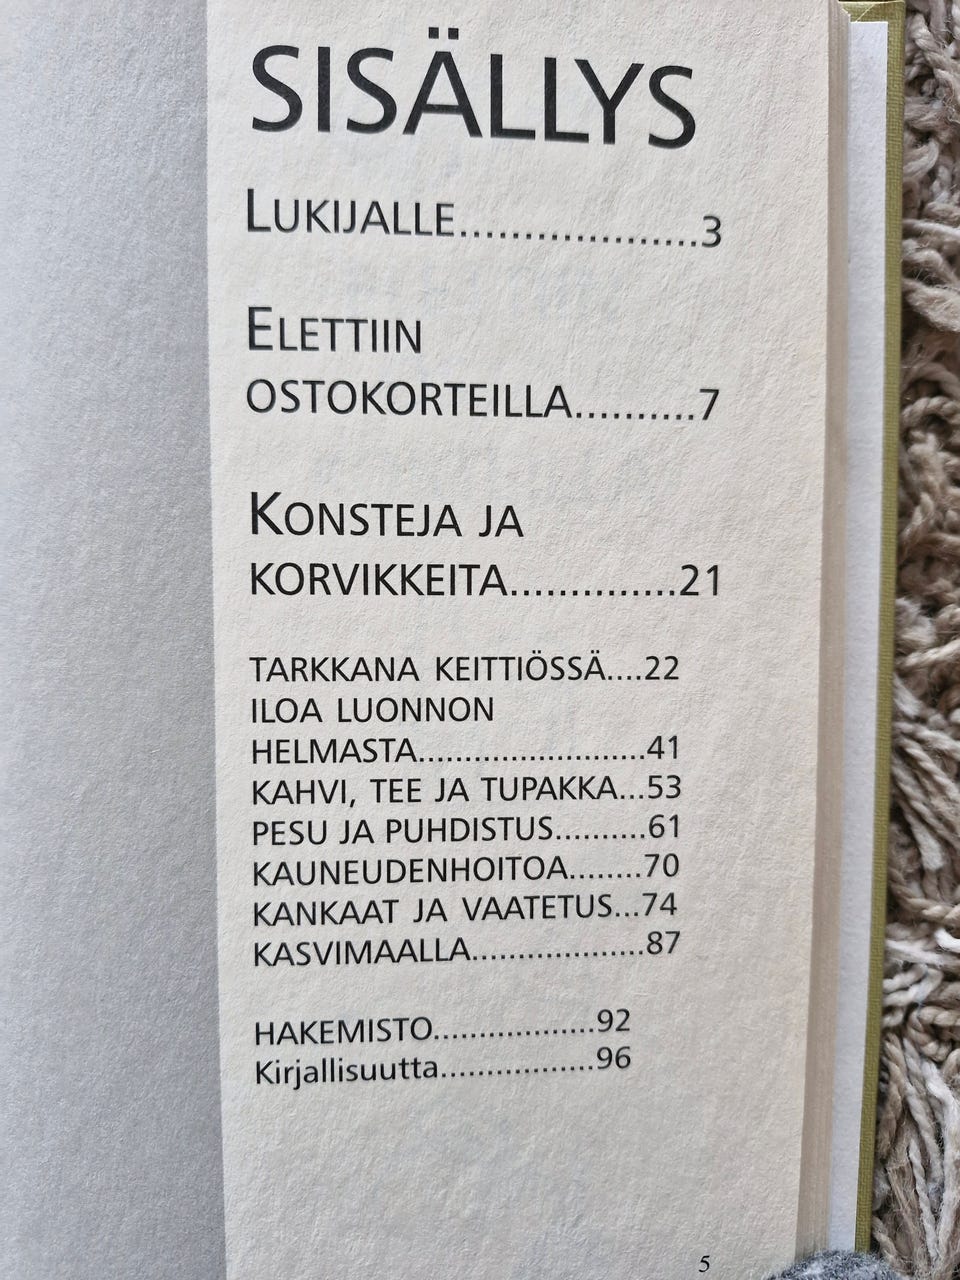 SISÄLLYS
LUKIJALLE...................3
ELETTIIN
OSTOKORTEILLA..........7
KONSTEJA JA
KORVIKKEITA..............21
TARKKANA KEITTIÖSSÄ....22
ILOA LUONNON
HELMASTA.......................41
KAHVI, TEE JA TUPAKKA...53
PESU JA PUHDISTUS.........61
KAUNEUDENHOITOA.......70
KANKAAT JA VAATETUS...74
KASVIMAALLA.................87
HAKEMISTO................92
Kirjallisuutta...............96
5